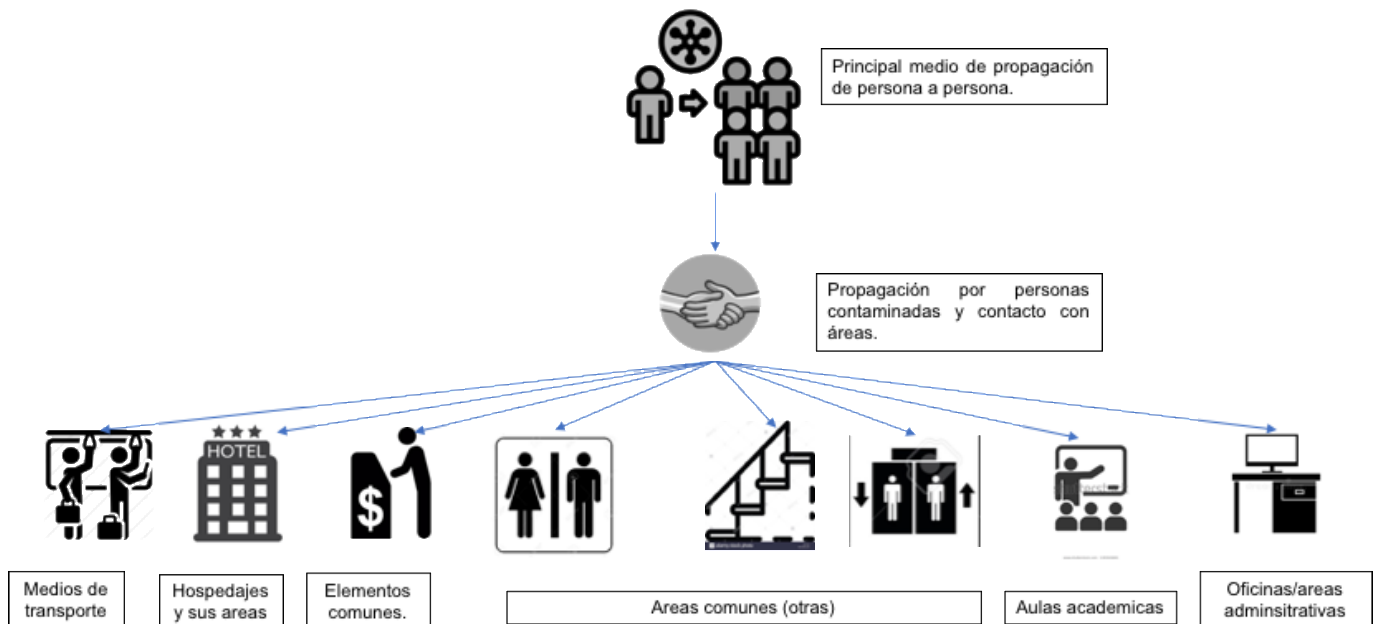 Principal medio de propagación
de persona a persona.
Propagación por personas
contaminadas y contacto con
áreas.
HOTEL
$
Medios de
transporte
Hospedajes
y sus areas
Elementos
comunes.
Areas comunes (otras)
Aulas academicas
Oficinas/areas
adminsitrativas